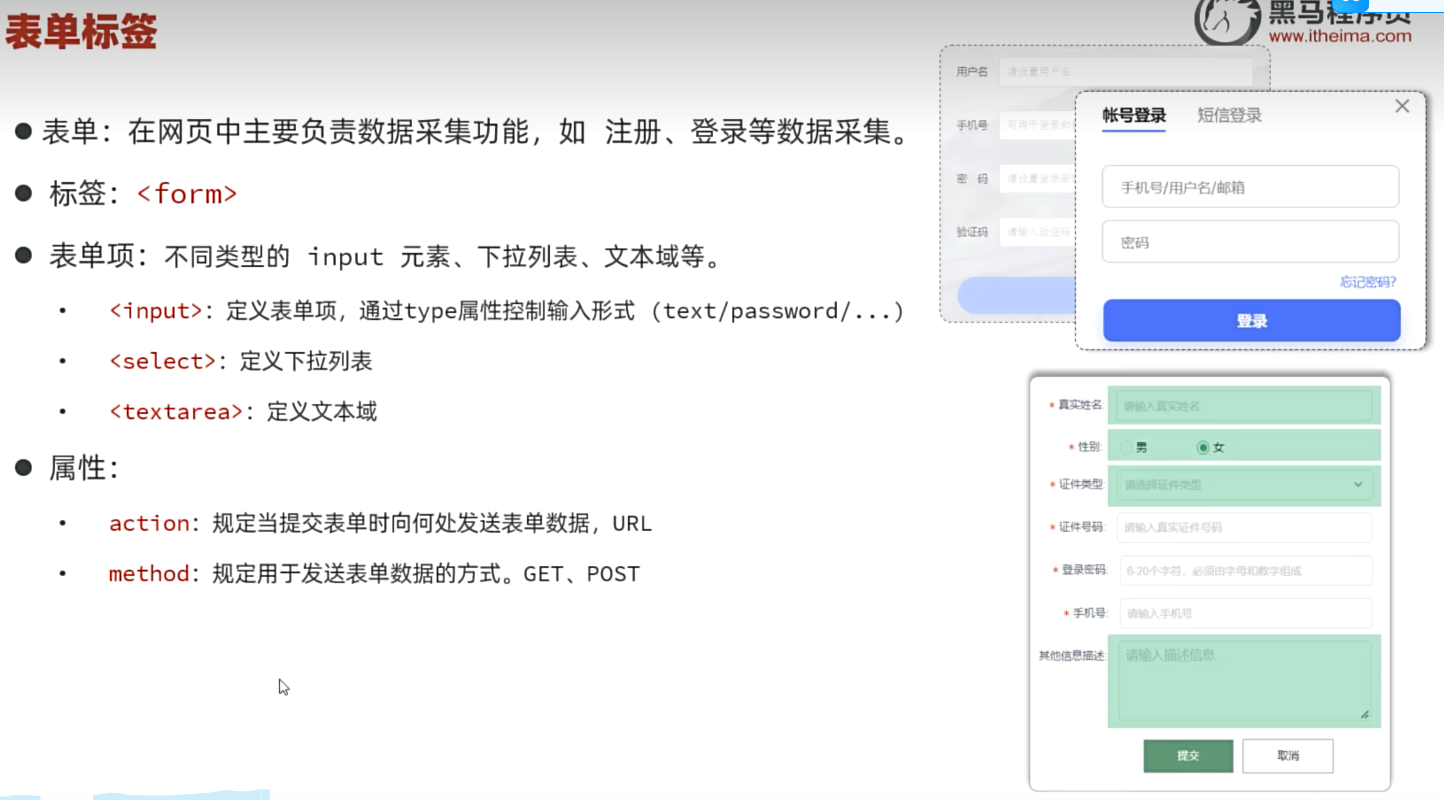 表单标签
黑马程序员
www.itheima.com
● 表单：在网页中主要负责数据采集功能，如 注册、登录等数据采集。
● 标签：<form>
● 表单项：不同类型的 input 元素、下拉列表、文本域等。
• <input>：定义表单项，通过type属性控制输入形式 (text/password/...)
• <select>：定义下拉列表
• <textarea>：定义文本域
● 属性：
• action：规定当提交表单时向何处发送表单数据，URL
• method：规定用于发送表单数据的方式。GET、POST
用户名 请设置用户名
手机号 可用于登录和
密 码 请设置登录密
验证码 请输入验证码
帐号登录 短信登录
手机号/用户名/邮箱
密码
忘记密码?
登录
* 真实姓名: 请输入真实姓名
* 性别: 男 女
* 证件类型 请选择证件类型
* 证件号码: 请输入真实证件号码
* 登录密码: 6-20个字符，必须由字母和数字组成
* 手机号: 请输入手机号
其他信息描述: 请输入描述信息
提交 取消